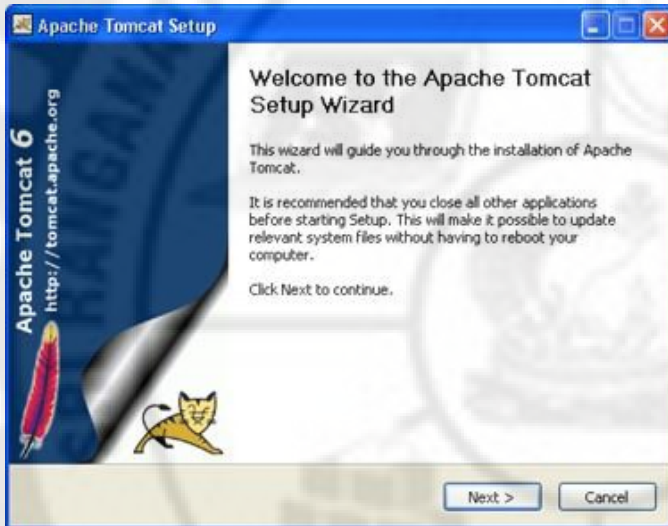 Apache Tomcat Setup
Apache Tomcat 6
http://tomcat.apache.org
Welcome to the Apache Tomcat
Setup Wizard
This wizard will guide you through the installation of Apache
Tomcat.
It is recommended that you close all other applications
before starting Setup. This will make it possible to update
relevant system files without having to reboot your
computer.
Click Next to continue.
Next >
Cancel